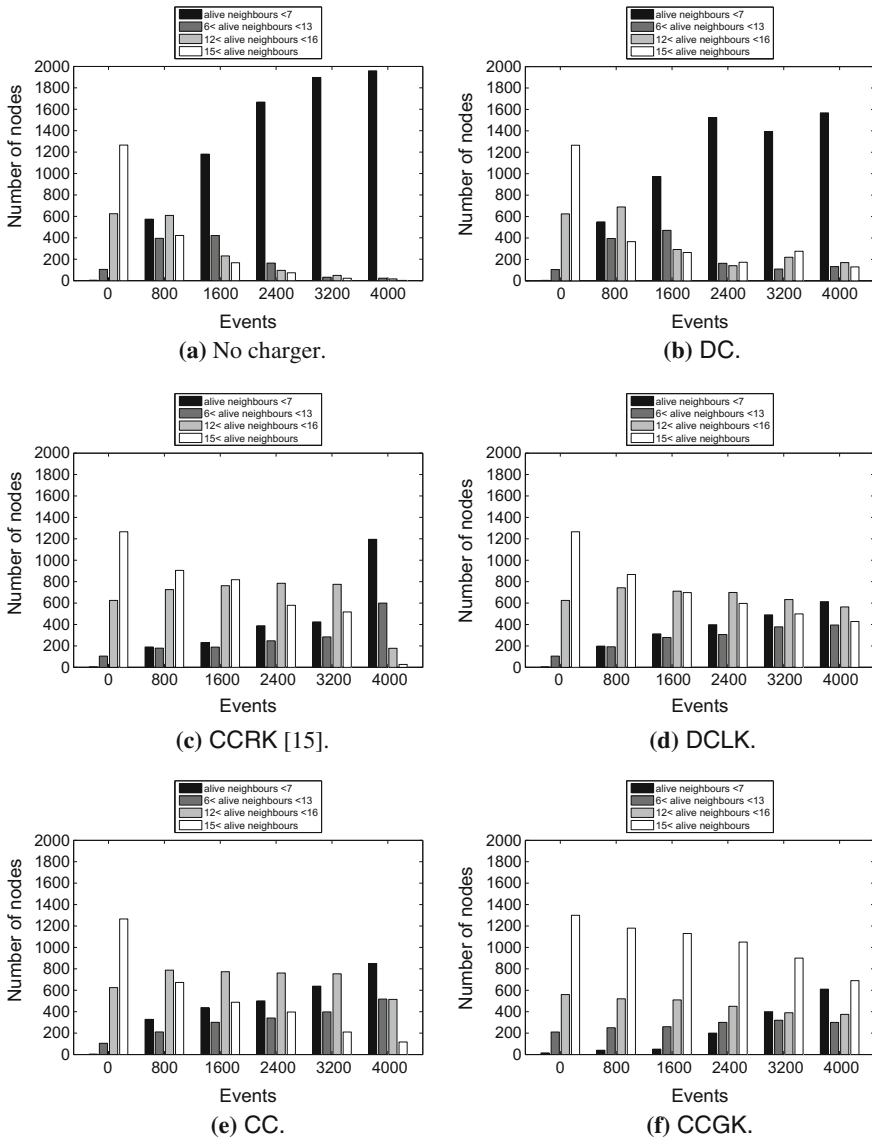 alive neighbours <7
6< alive neighbours <13
12< alive neighbours <16
15< alive neighbours
2000
1800
1600
1400
1200
1000
800
600
400
200
0
Number of nodes
0 800 1600 2400 3200 4000
Events
(a) No charger.
alive neighbours <7
6< alive neighbours <13
12< alive neighbours <16
15< alive neighbours
2000
1800
1600
1400
1200
1000
800
600
400
200
0
Number of nodes
0 800 1600 2400 3200 4000
Events
(b) DC.
alive neighbours <7
6< alive neighbours <13
12< alive neighbours <16
15< alive neighbours
2000
1800
1600
1400
1200
1000
800
600
400
200
0
Number of nodes
0 800 1600 2400 3200 4000
Events
(c) CCRK [15].
alive neighbours <7
6< alive neighbours <13
12< alive neighbours <16
15< alive neighbours
2000
1800
1600
1400
1200
1000
800
600
400
200
0
Number of nodes
0 800 1600 2400 3200 4000
Events
(d) DCLK.
alive neighbours <7
6< alive neighbours <13
12< alive neighbours <16
15< alive neighbours
2000
1800
1600
1400
1200
1000
800
600
400
200
0
Number of nodes
0 800 1600 2400 3200 4000
Events
(e) CC.
alive neighbours <7
6< alive neighbours <13
12< alive neighbours <16
15< alive neighbours
2000
1800
1600
1400
1200
1000
800
600
400
200
0
Number of nodes
0 800 1600 2400 3200 4000
Events
(f) CCGK.